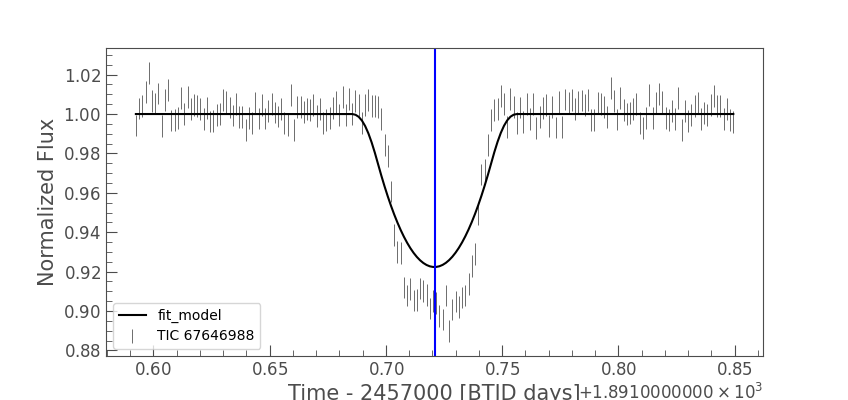 1.02
1.00
0.98
0.96
0.94
0.92
0.90
0.88
Normalized Flux
fit_model
TIC 67646988
0.60 0.65 0.70 0.75 0.80 0.85
Time - 2457000 [BTJD days]
+1.8910000000 × 10³